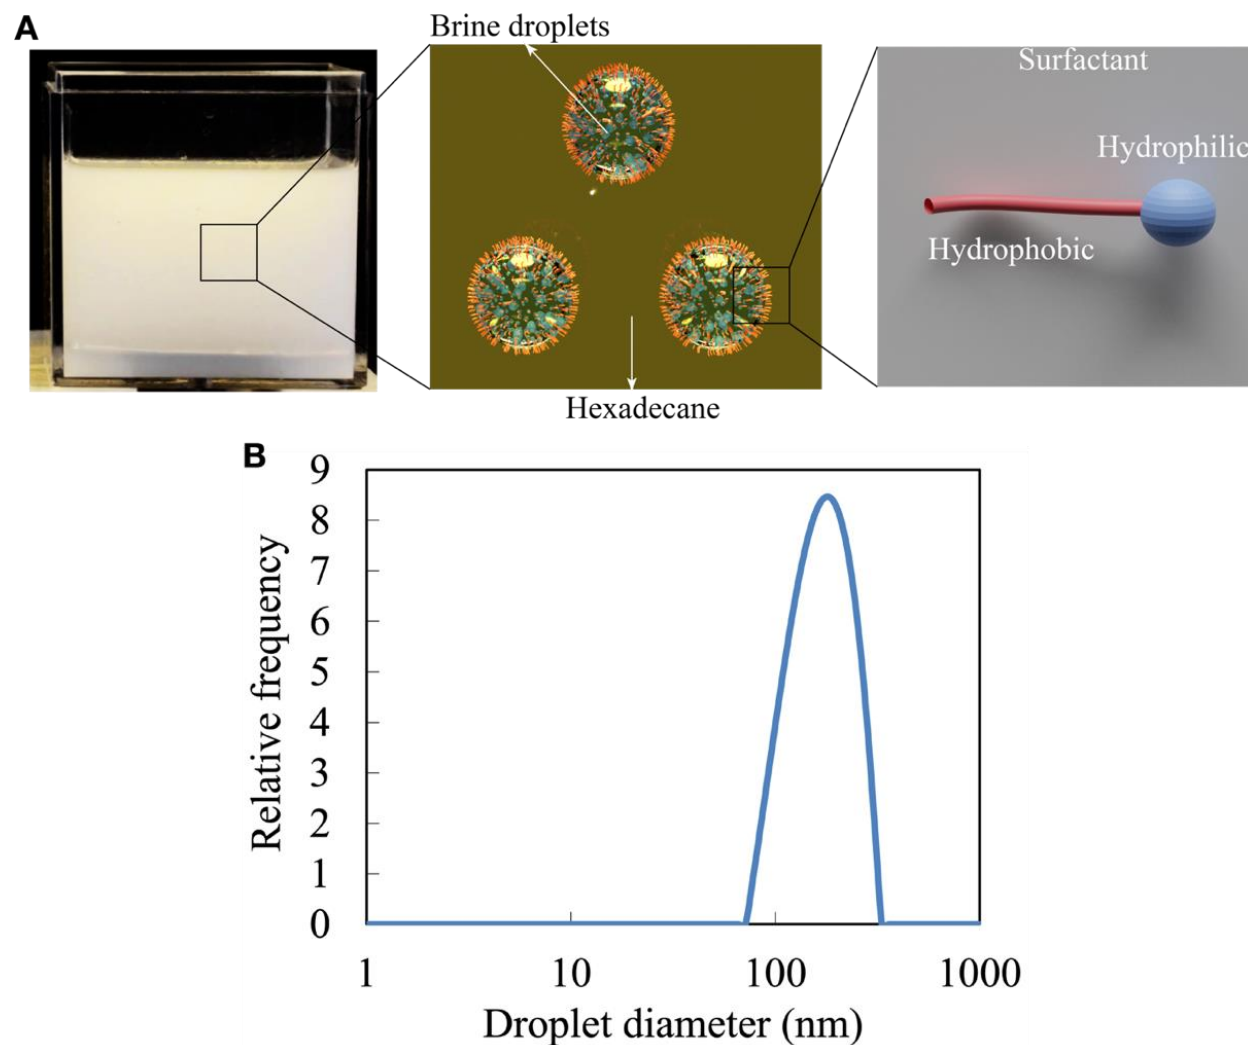 A
Brine droplets
Surfactant
Hydrophilic
Hydrophobic
Hexadecane
B
9
8
7
6
5
4
3
2
1
0
Relative frequency
1 10 100 1000
Droplet diameter (nm)